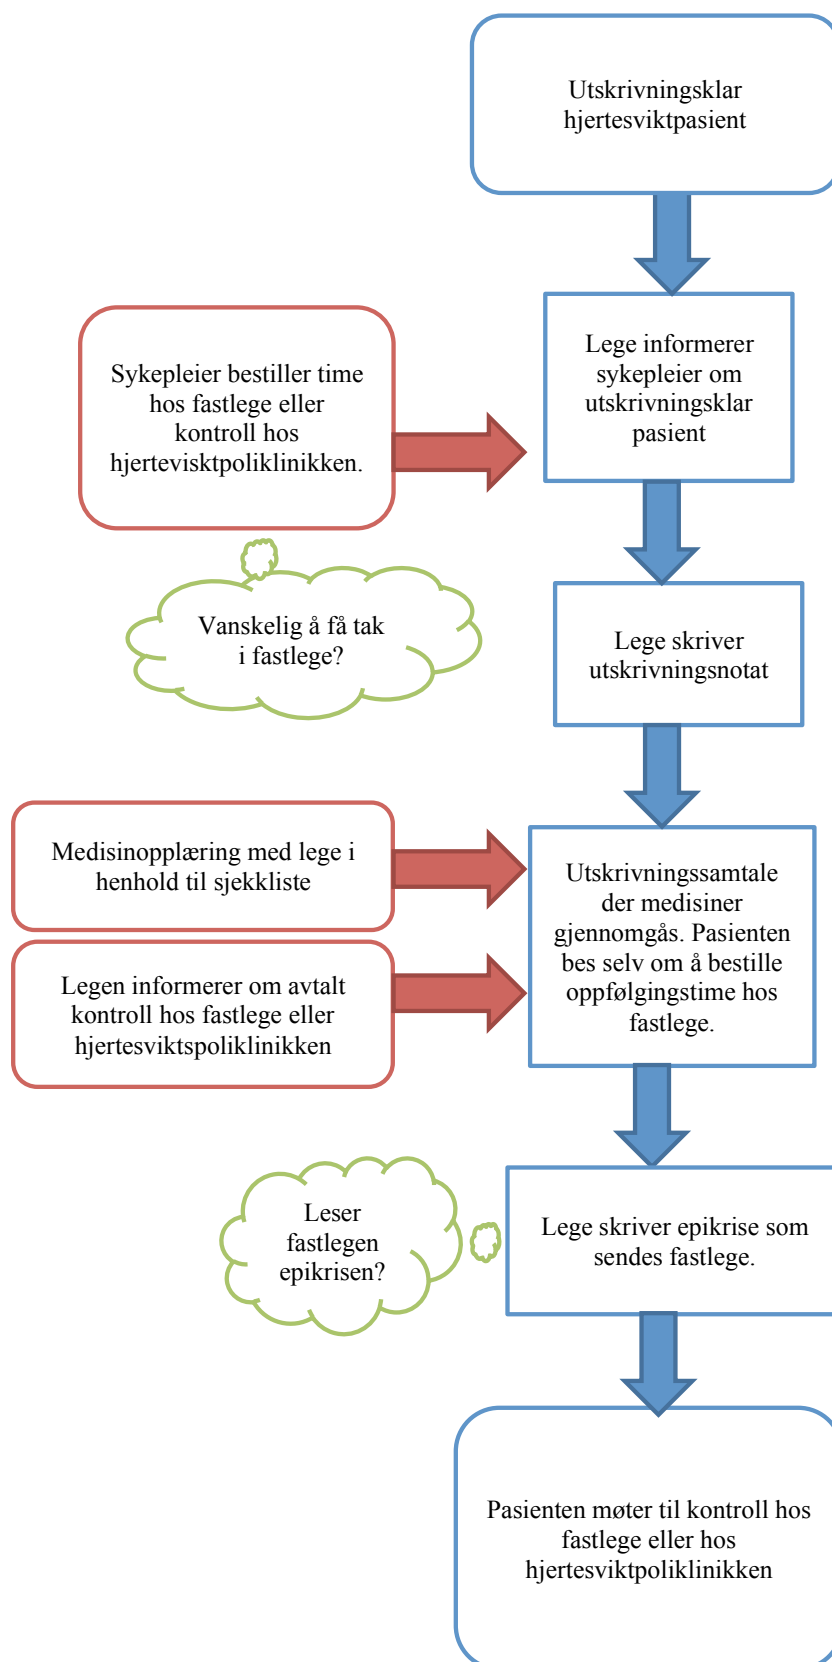 Utskrivningsklar
hjertesviktpasient
Lege informerer
sykepleier om
utskrivningsklar
pasient
Sykepleier bestiller time
hos fastlege eller
kontroll hos
hjertevisktpoliklinikken.
Vanskelig å få tak
i fastlege?
Lege skriver
utskrivningsnotat
Medisinopplæring med lege i
henhold til sjekkliste
Legen informerer om avtalt
kontroll hos fastlege eller
hjertesviktspoliklinikken
Utskrivningssamtale
der medisiner
gjennomgås. Pasienten
bes selv om å bestille
oppfølgingstime hos
fastlege.
Leser
fastlegen
epikrisen?
Lege skriver epikrise som
sendes fastlege.
Pasienten møter til kontroll hos
fastlege eller hos
hjertesviktpoliklinikken